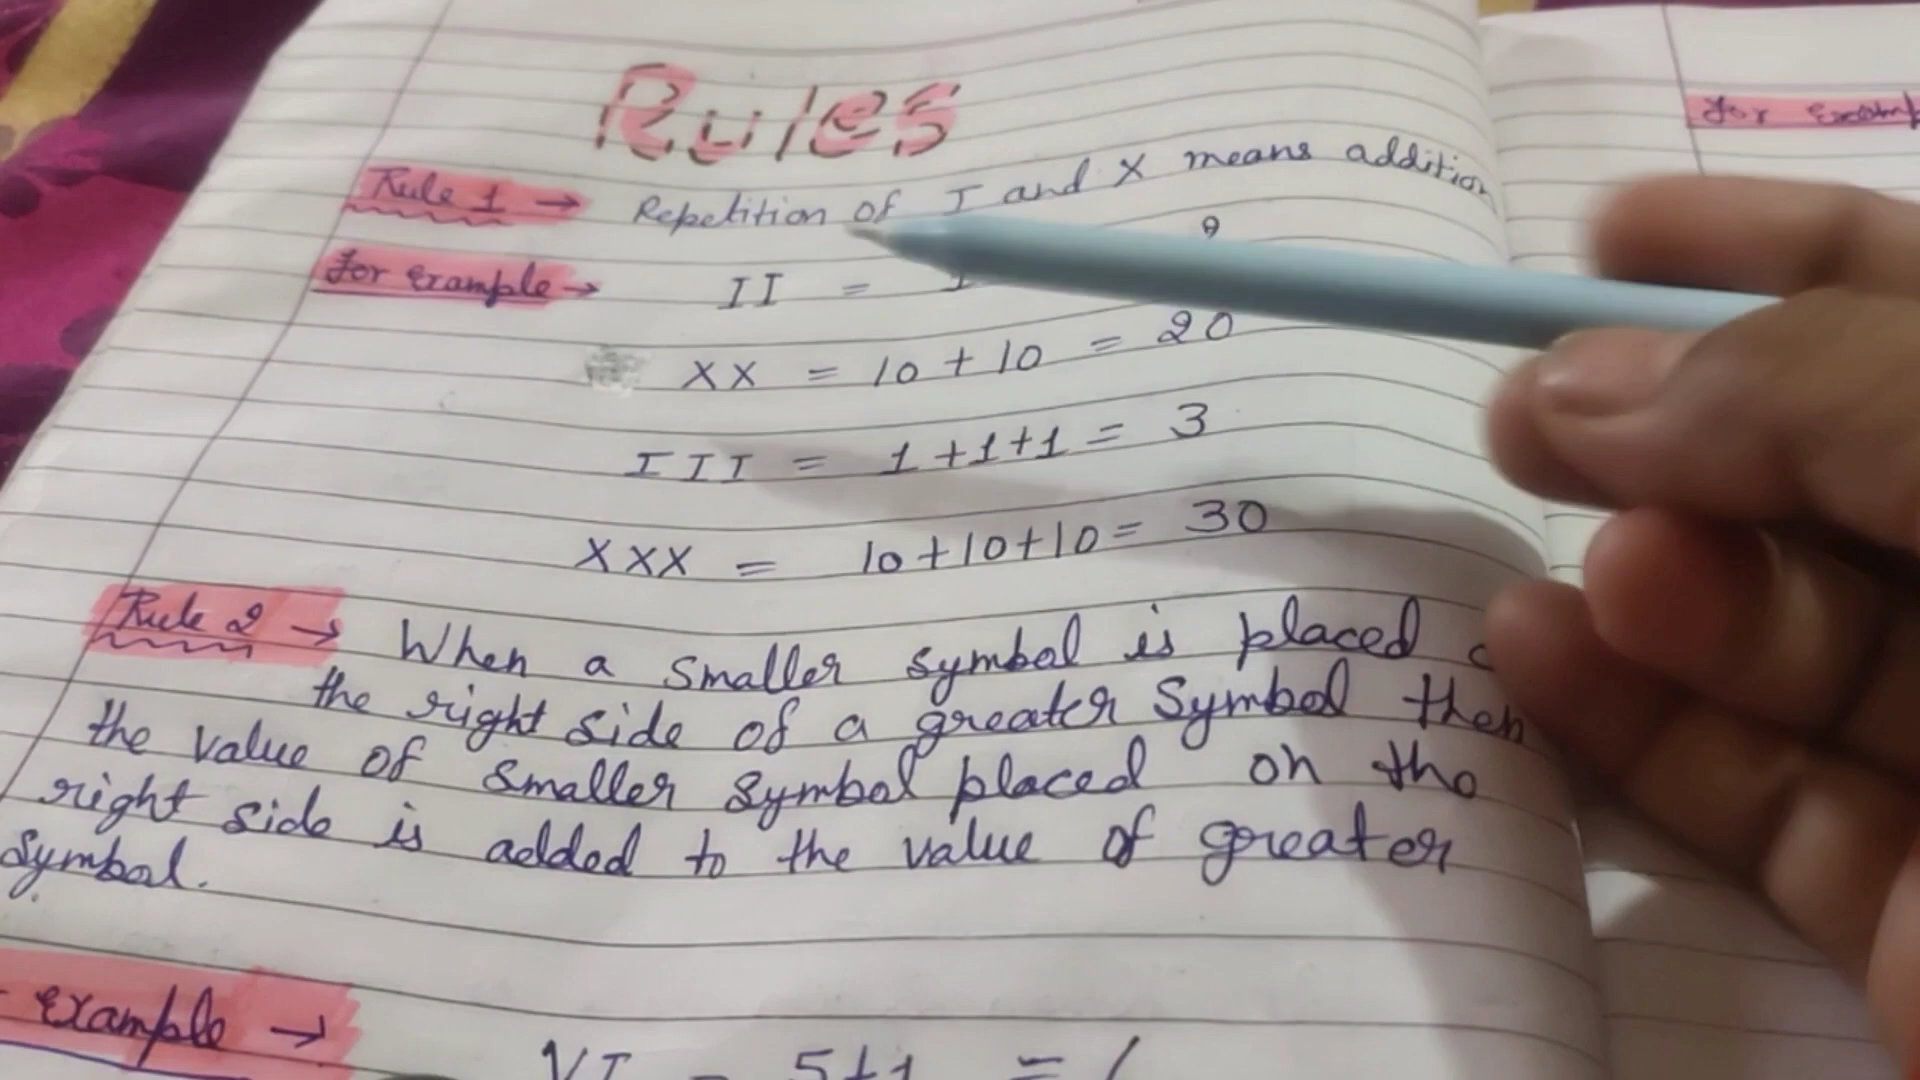 Rules
Rule 1 → Repetition of I and X means addition
for example → II =
XX = 10 + 10 = 20
III = 1+1+1 = 3
XXX = 10+10+10 = 30
Rule 2 → When a smaller symbol is placed
the right side of a greater symbol then
the value of smaller symbol placed on the
right side is added to the value of greater
symbol.
example →
VI = 5+1 =
for